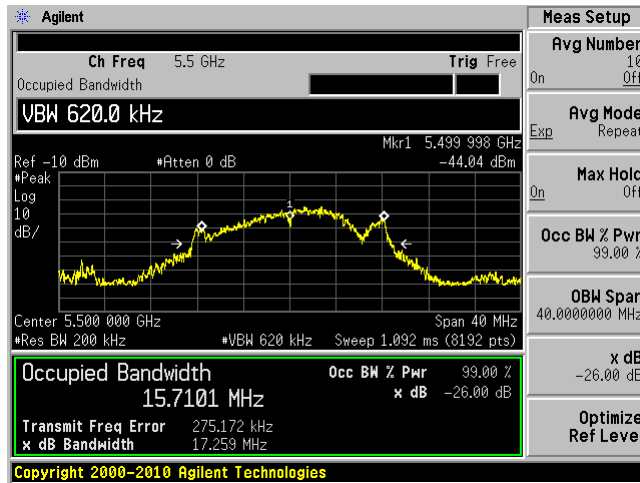 Agilent
Meas Setup
Ch Freq 5.5 GHz Trig Free
Occupied Bandwidth
VBW 620.0 kHz
Mkr1 5.499 998 GHz
Ref -10 dBm #Atten 0 dB -44.04 dBm
#Peak
Log
10
dB/
1
Center 5.500 000 GHz Span 40 MHz
#Res BW 200 kHz #VBW 620 kHz Sweep 1.092 ms (8192 pts)
Occupied Bandwidth Occ BW % Pwr 99.00 %
15.7101 MHz x dB -26.00 dB
Transmit Freq Error 275.172 kHz
x dB Bandwidth 17.259 MHz
Copyright 2000-2010 Agilent Technologies
Avg Number
10
On Off
Avg Mode
Exp Repeat
Max Hold
On Off
Occ BW % Pwr
99.00 %
OBW Span
40.0000000 MHz
x dB
-26.00 dB
Optimize
Ref Level